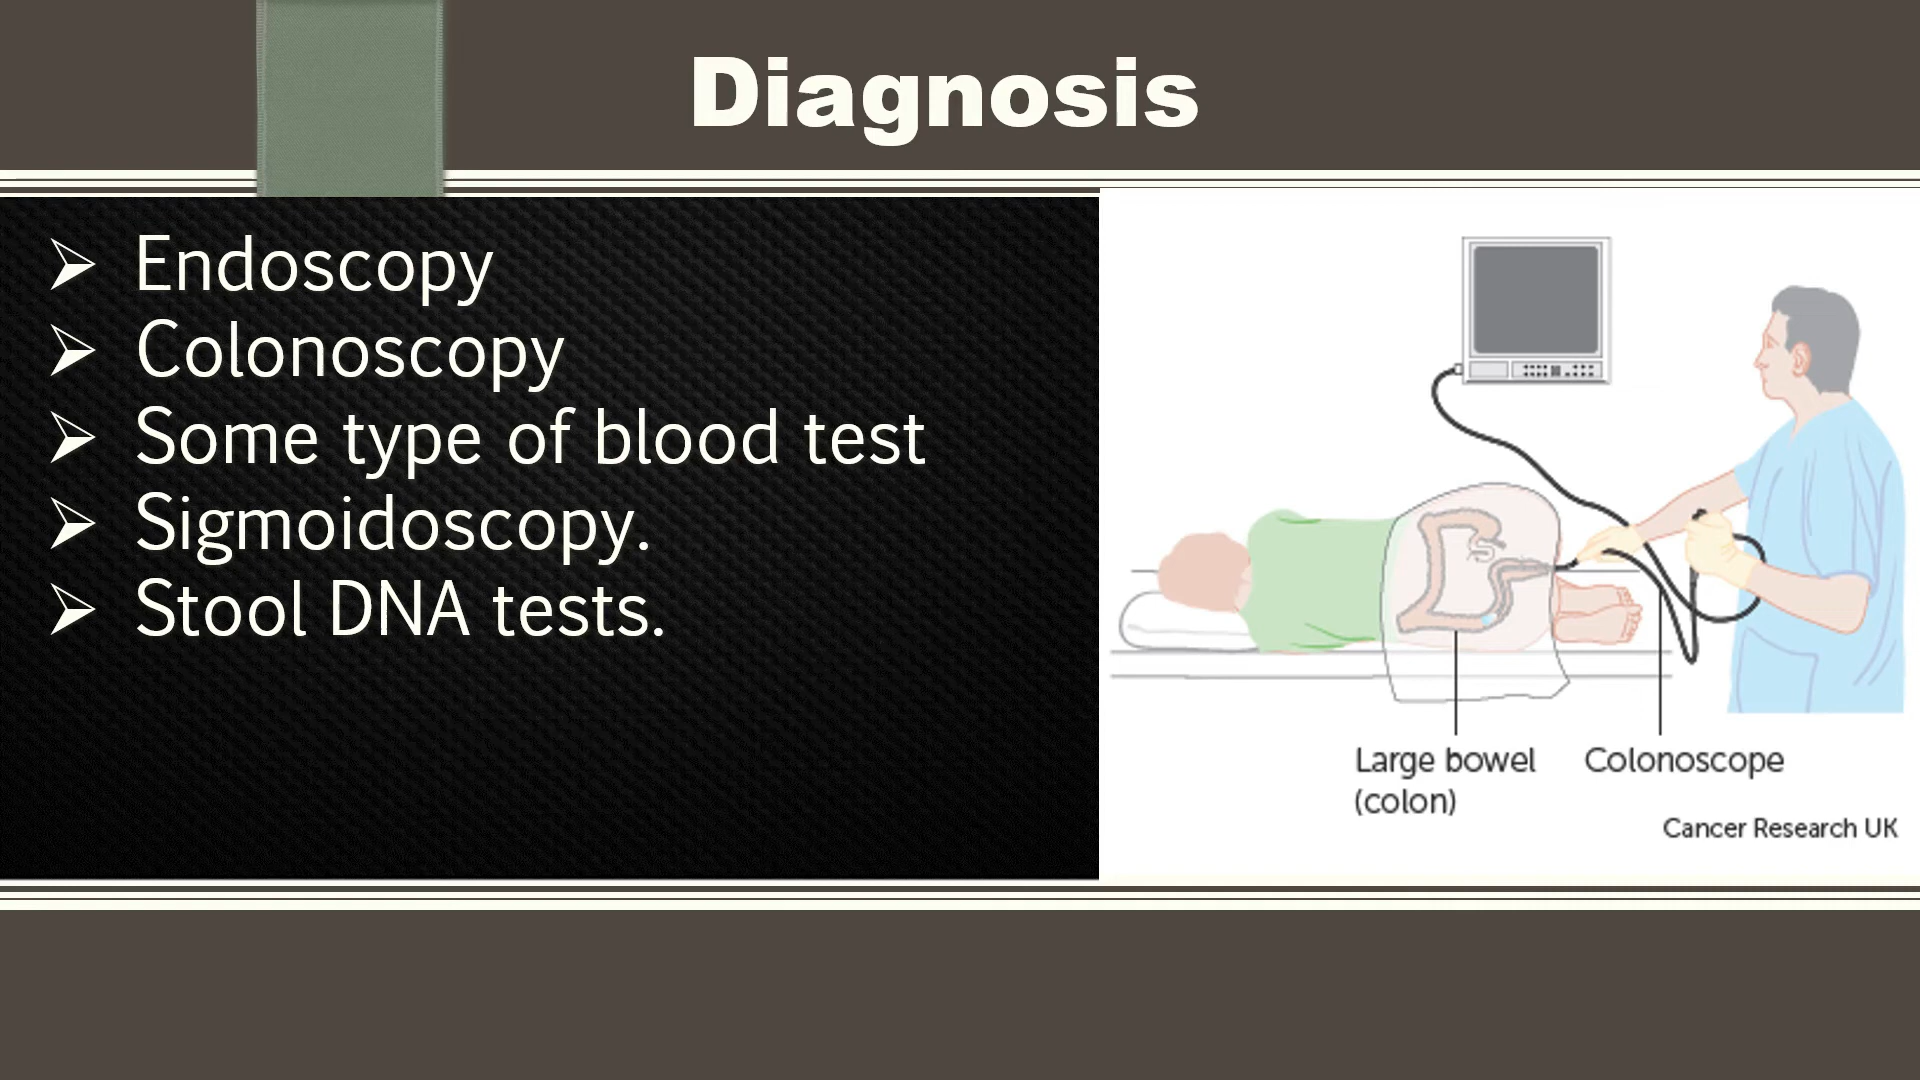 Diagnosis
➢ Endoscopy
➢ Colonoscopy
➢ Some type of blood test
➢ Sigmoidoscopy.
➢ Stool DNA tests.
Large bowel
(colon)
Colonoscope
Cancer Research UK